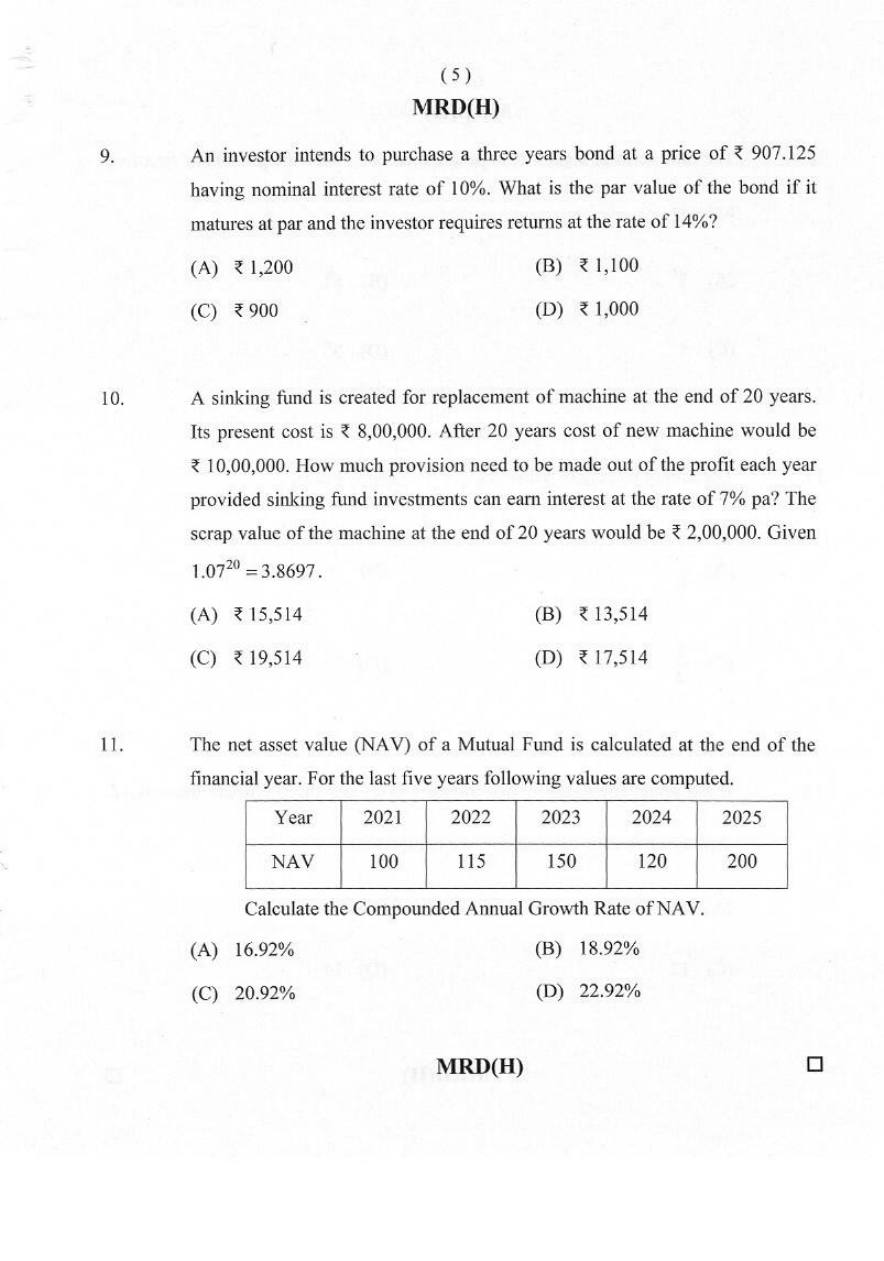 ( 5 )
MRD(H)
9. An investor intends to purchase a three years bond at a price of ₹ 907.125
having nominal interest rate of 10%. What is the par value of the bond if it
matures at par and the investor requires returns at the rate of 14%?
(A) ₹ 1,200 (B) ₹ 1,100
(C) ₹ 900 (D) ₹ 1,000
10. A sinking fund is created for replacement of machine at the end of 20 years.
Its present cost is ₹ 8,00,000. After 20 years cost of new machine would be
₹ 10,00,000. How much provision need to be made out of the profit each year
provided sinking fund investments can earn interest at the rate of 7% pa? The
scrap value of the machine at the end of 20 years would be ₹ 2,00,000. Given
1.07²⁰ = 3.8697.
(A) ₹ 15,514 (B) ₹ 13,514
(C) ₹ 19,514 (D) ₹ 17,514
11. The net asset value (NAV) of a Mutual Fund is calculated at the end of the
financial year. For the last five years following values are computed.
Year 2021 2022 2023 2024 2025
NAV 100 115 150 120 200
Calculate the Compounded Annual Growth Rate of NAV.
(A) 16.92% (B) 18.92%
(C) 20.92% (D) 22.92%
MRD(H)